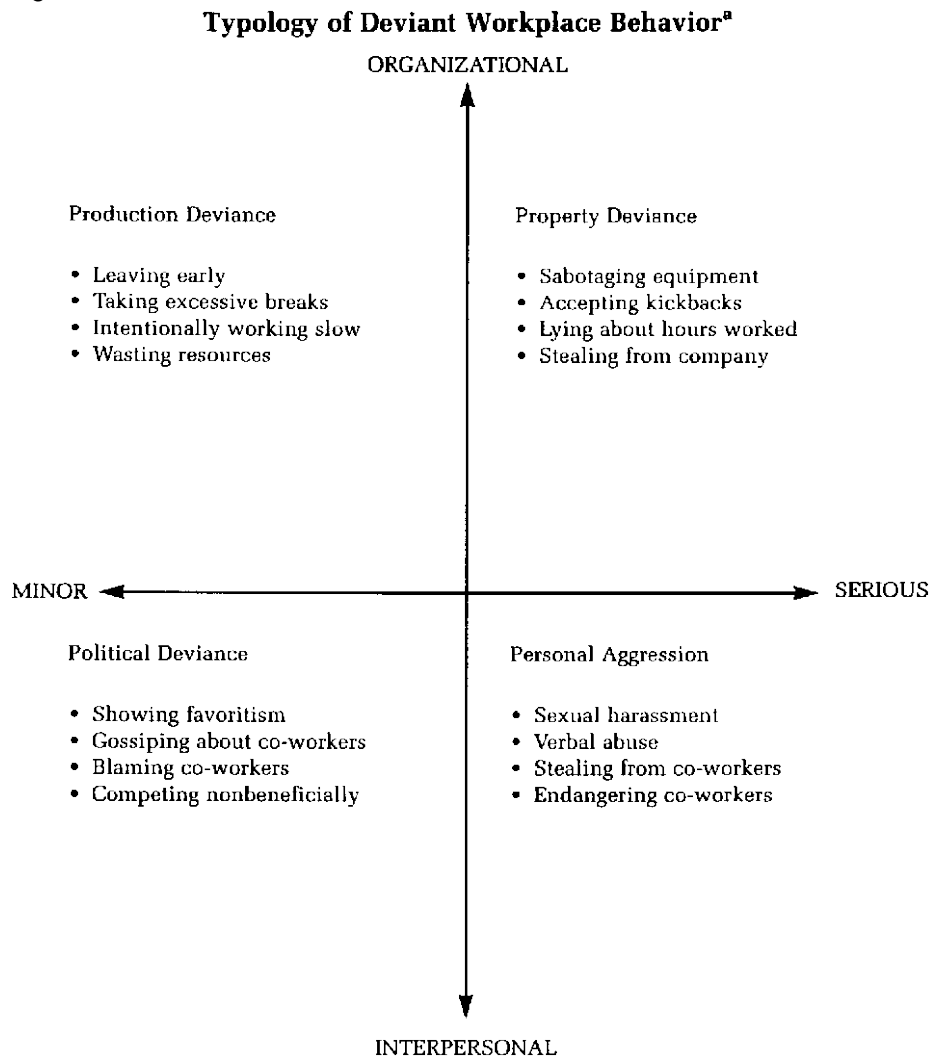 Typology of Deviant Workplace Behaviorᵃ
ORGANIZATIONAL
Production Deviance
• Leaving early
• Taking excessive breaks
• Intentionally working slow
• Wasting resources
Property Deviance
• Sabotaging equipment
• Accepting kickbacks
• Lying about hours worked
• Stealing from company
MINOR
SERIOUS
Political Deviance
• Showing favoritism
• Gossiping about co-workers
• Blaming co-workers
• Competing nonbeneficially
Personal Aggression
• Sexual harassment
• Verbal abuse
• Stealing from co-workers
• Endangering co-workers
INTERPERSONAL